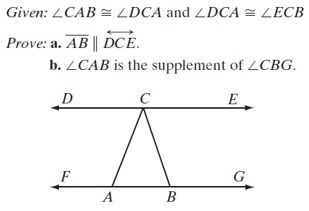 Given: ∠CAB ≅ ∠DCA and ∠DCA ≅ ∠ECB
Prove: a. AB ∥ DCE.
b. ∠CAB is the supplement of ∠CBG.
D C E
F G
A B